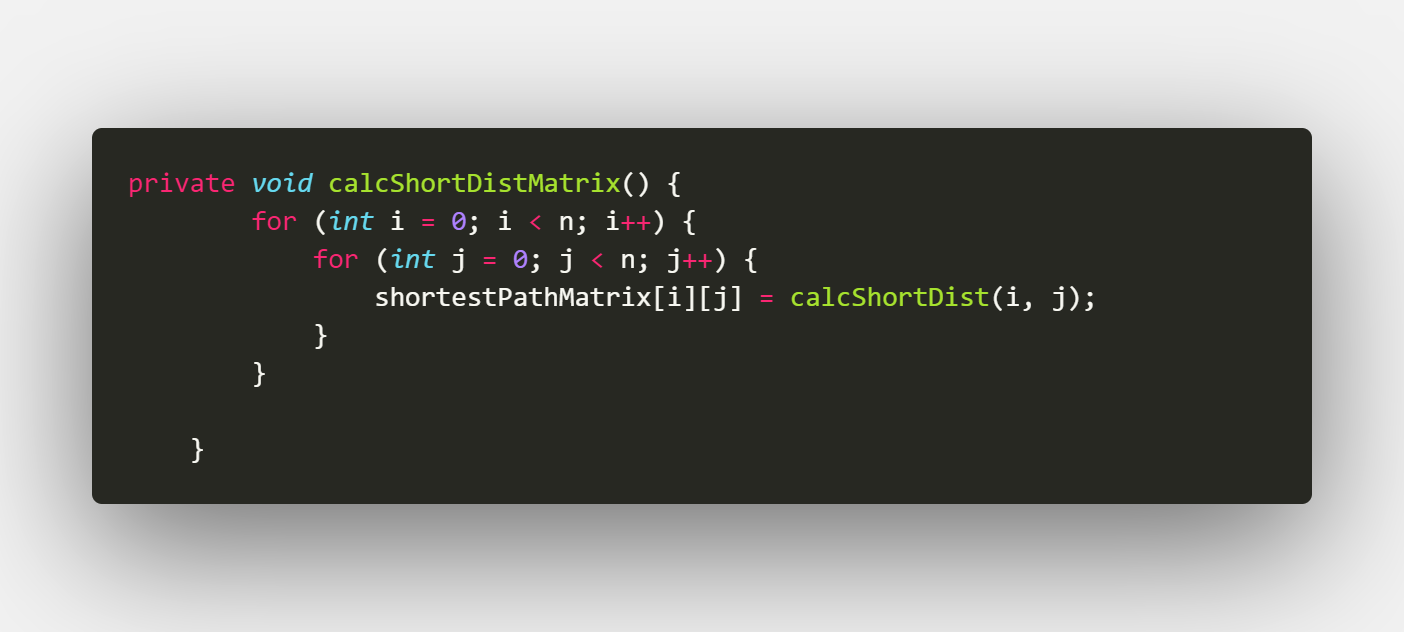 private void calcShortDistMatrix() {
        for (int i = 0; i < n; i++) {
            for (int j = 0; j < n; j++) {
                shortestPathMatrix[i][j] = calcShortDist(i, j);
            }
        }

    }